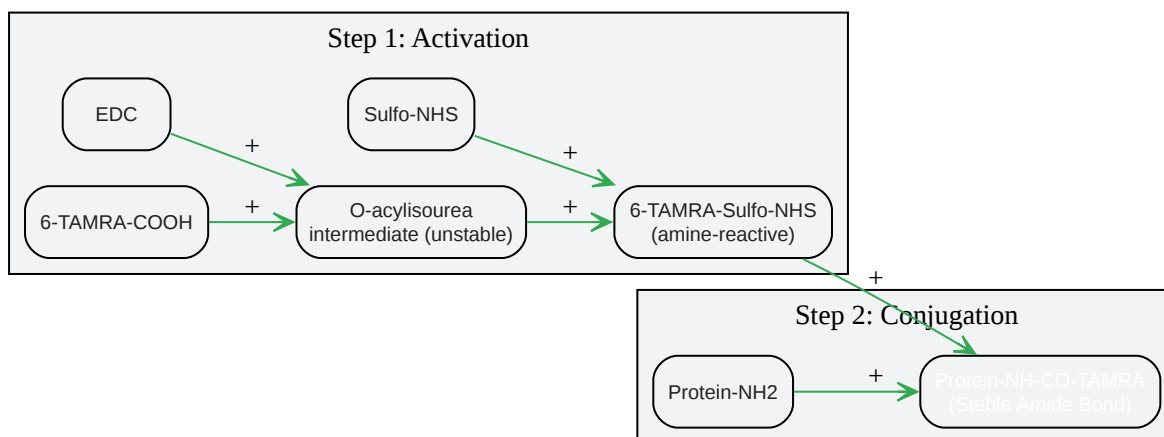 Step 1: Activation
EDC
Sulfo-NHS
+
+
6-TAMRA-COOH
+
O-acylisourea
intermediate (unstable)
+
6-TAMRA-Sulfo-NHS
(amine-reactive)
+
Step 2: Conjugation
Protein-NH2
+
Protein-NH-CO-TAMRA
(Stable Amide Bond)